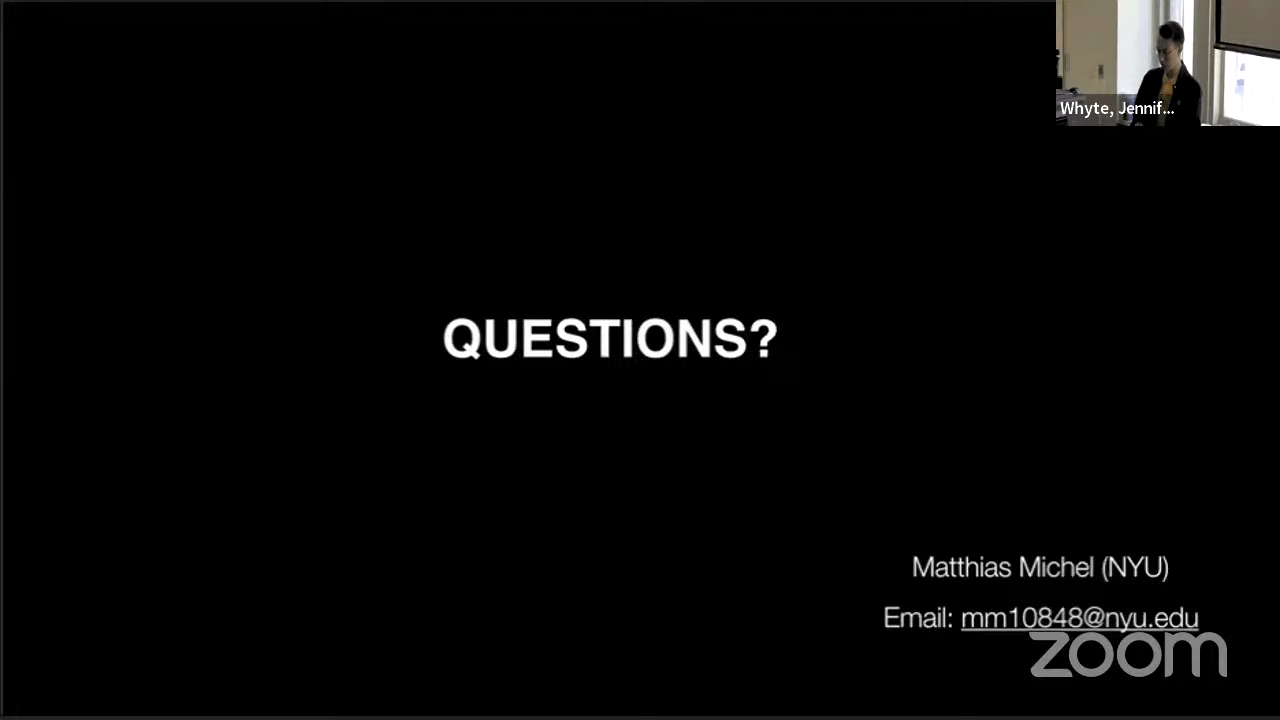 Whyte, Jennif...
QUESTIONS?
Matthias Michel (NYU)
Email: mm10848@nyu.edu
zoom